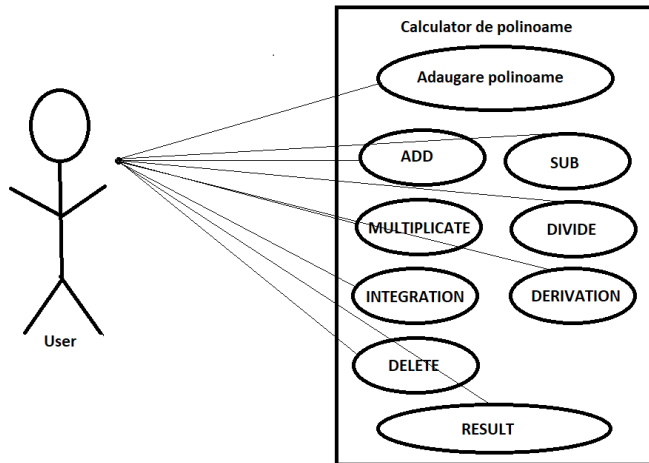 Calculator de polinoame
Adaugare polinoame
ADD
SUB
MULTIPLICATE
DIVIDE
INTEGRATION
DERIVATION
User
DELETE
RESULT